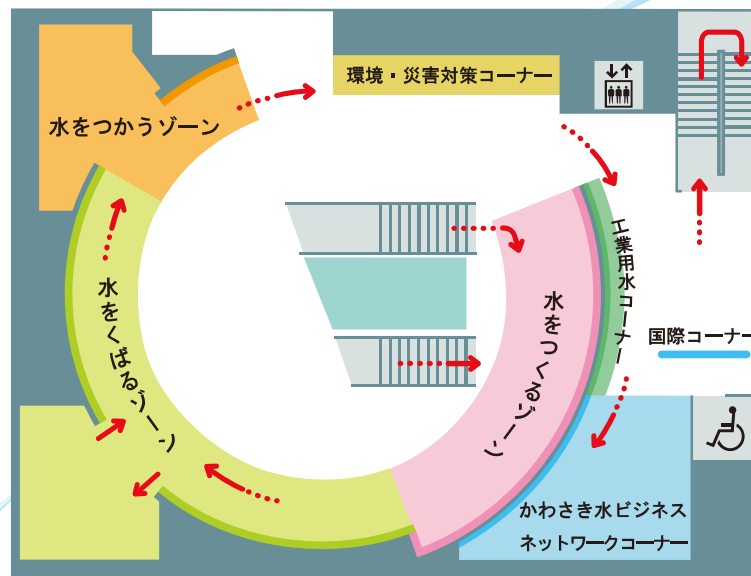 環境・災害対策コーナー
水をつかうゾーン
工業用水コーナー
水をくばるゾーン
水をつくるゾーン
国際コーナー
かわさき水ビジネス
ネットワークコーナー